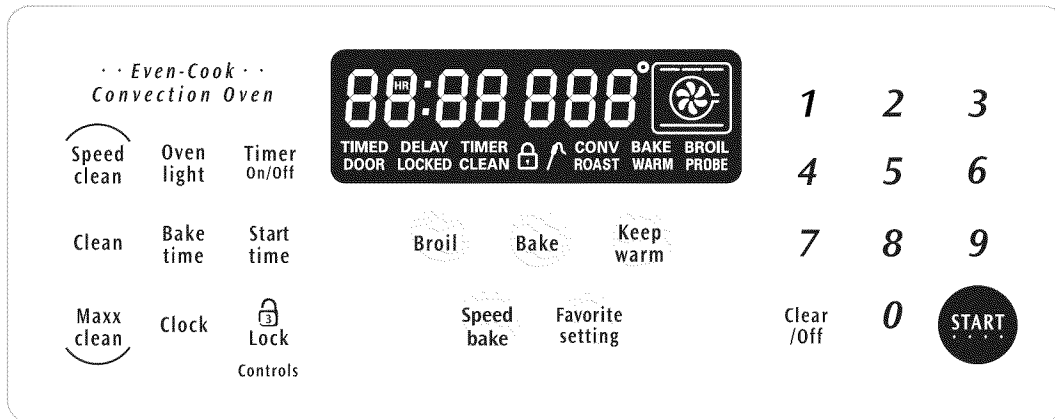 · · Even-Cook · ·
Convection Oven
Speed
clean
Oven
light
Timer
On/Off
Clean
Bake
time
Start
time
Maxx
clean
Clock
3
Lock
Controls
88:88 888°
HR
TIMED DELAY TIMER CONV BAKE BROIL
DOOR LOCKED CLEAN ROAST WARM PROBE
Broil
Bake
Keep
warm
Speed
bake
Favorite
setting
1 2 3
4 5 6
7 8 9
Clear
/Off
0
START